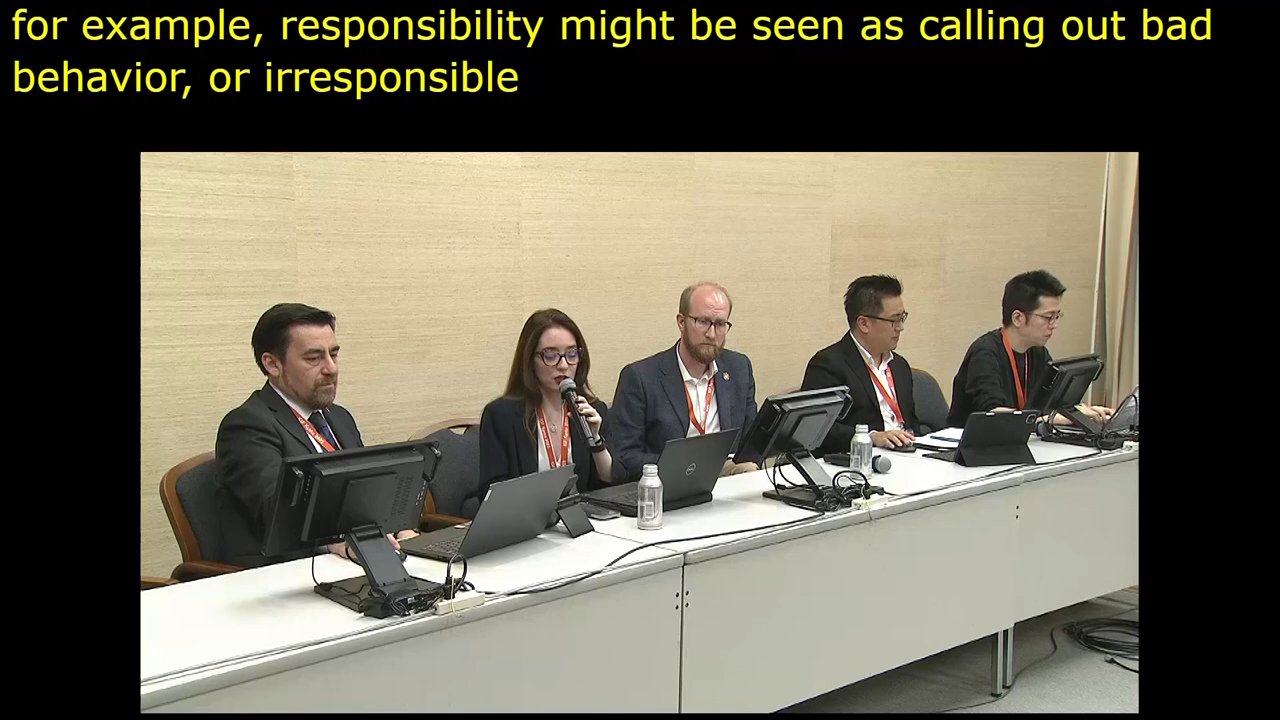 for example, responsibility might be seen as calling out bad
behavior, or irresponsible